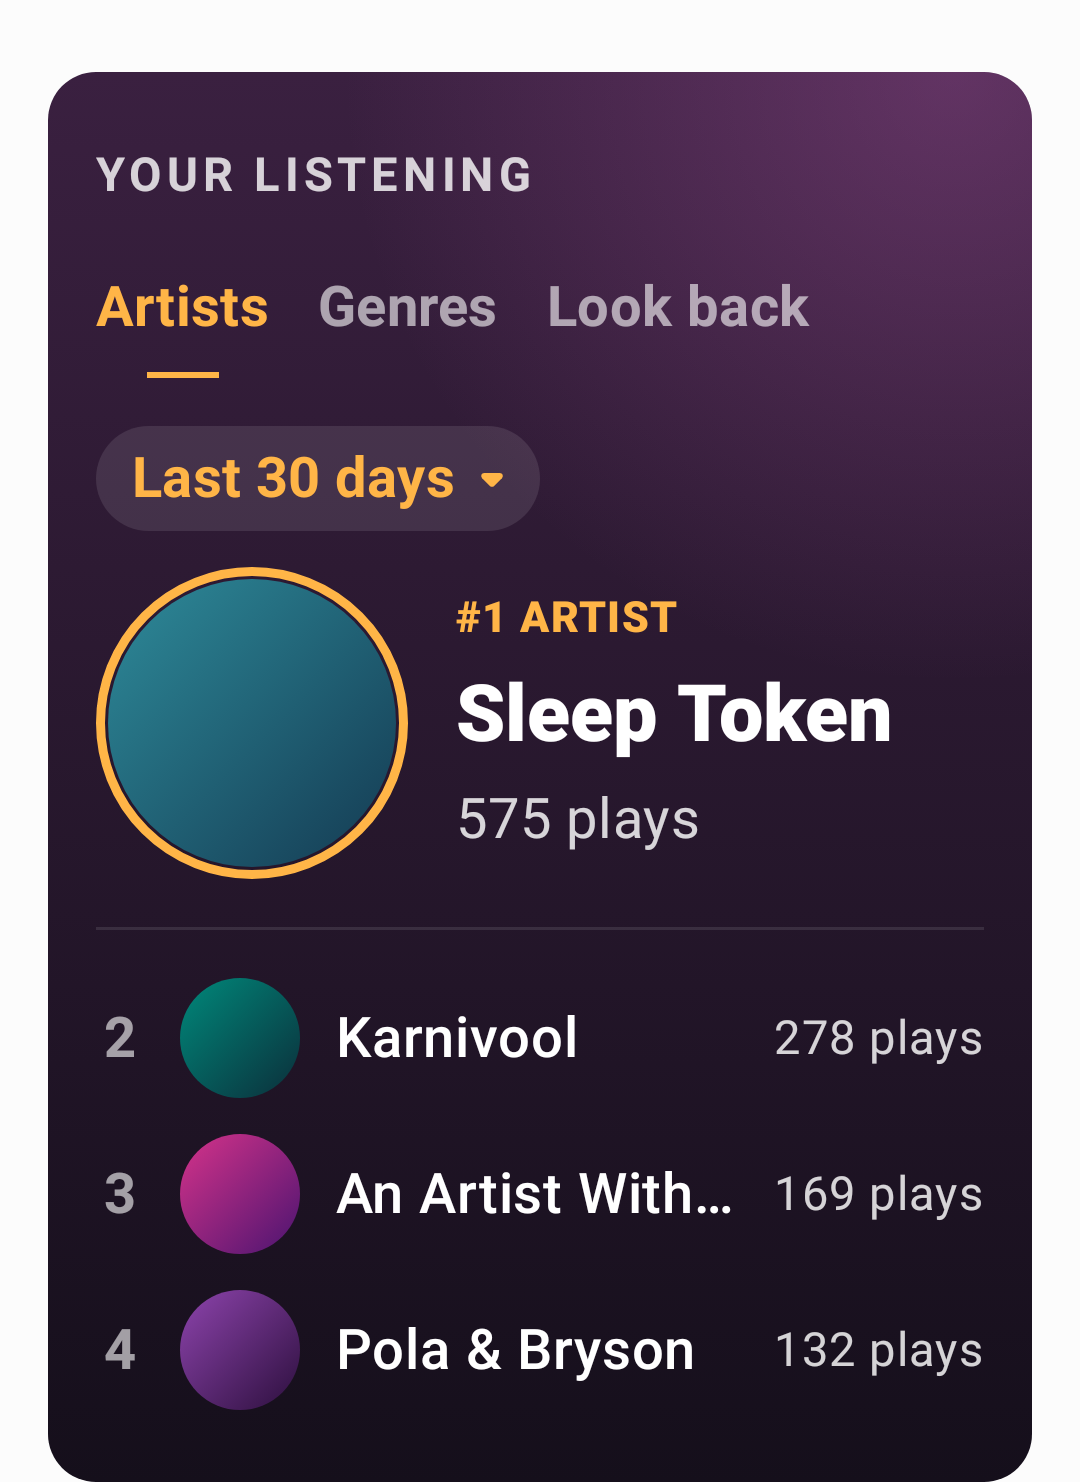 YOUR LISTENING
Artists Genres Look back
Last 30 days
#1 ARTIST
Sleep Token
575 plays
2 Karnivool 278 plays
3 An Artist With… 169 plays
4 Pola & Bryson 132 plays